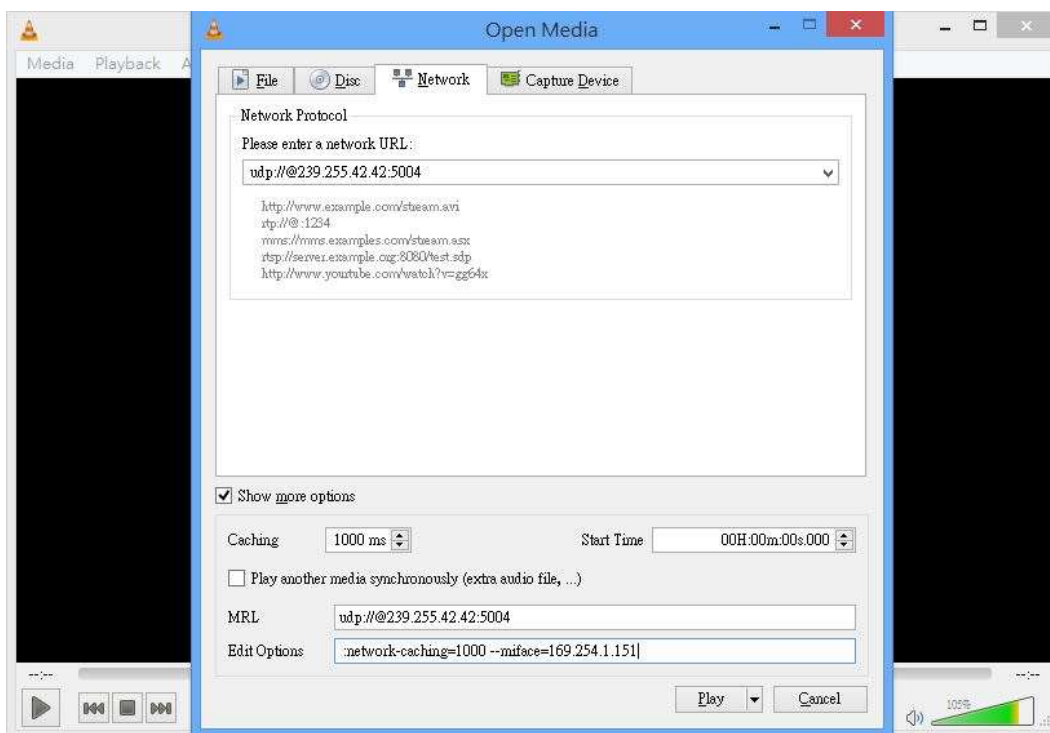 Open Media
Media Playback A
File Disc Network Capture Device
Network Protocol
Please enter a network URL:
udp://@239.255.42.42:5004
http://www.example.com/stream.avi
rtp://@:1234
mms://mms.examples.com/stream.asx
rtsp://server.example.org:8080/test.sdp
http://www.yourtube.com/watch?v=gg64x
Show more options
Caching 1000 ms Start Time 00H:00m:00s.000
Play another media synchronously (extra audio file, ...)
MRL udp://@239.255.42.42:5004
Edit Options :network-caching=1000 --miface=169.254.1.151
--:-- --:--
Play Cancel
105%